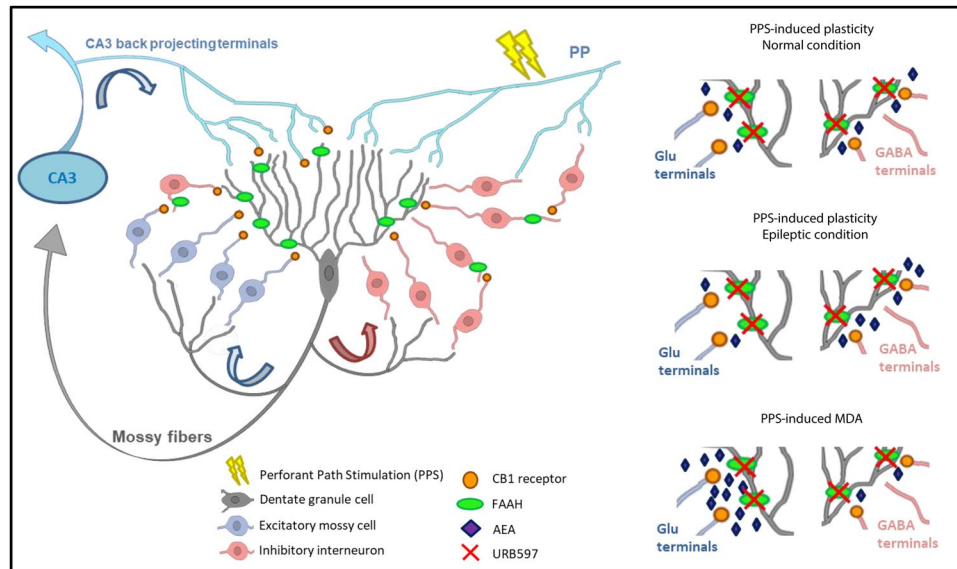 CA3 back projecting terminals
PP
CA3
Mossy fibers
Perforant Path Stimulation (PPS)
Dentate granule cell
Excitatory mossy cell
Inhibitory interneuron
CB1 receptor
FAAH
AEA
URB597
PPS-induced plasticity
Normal condition
Glu
terminals
GABA
terminals
PPS-induced plasticity
Epileptic condition
Glu
terminals
GABA
terminals
PPS-induced MDA
Glu
terminals
GABA
terminals